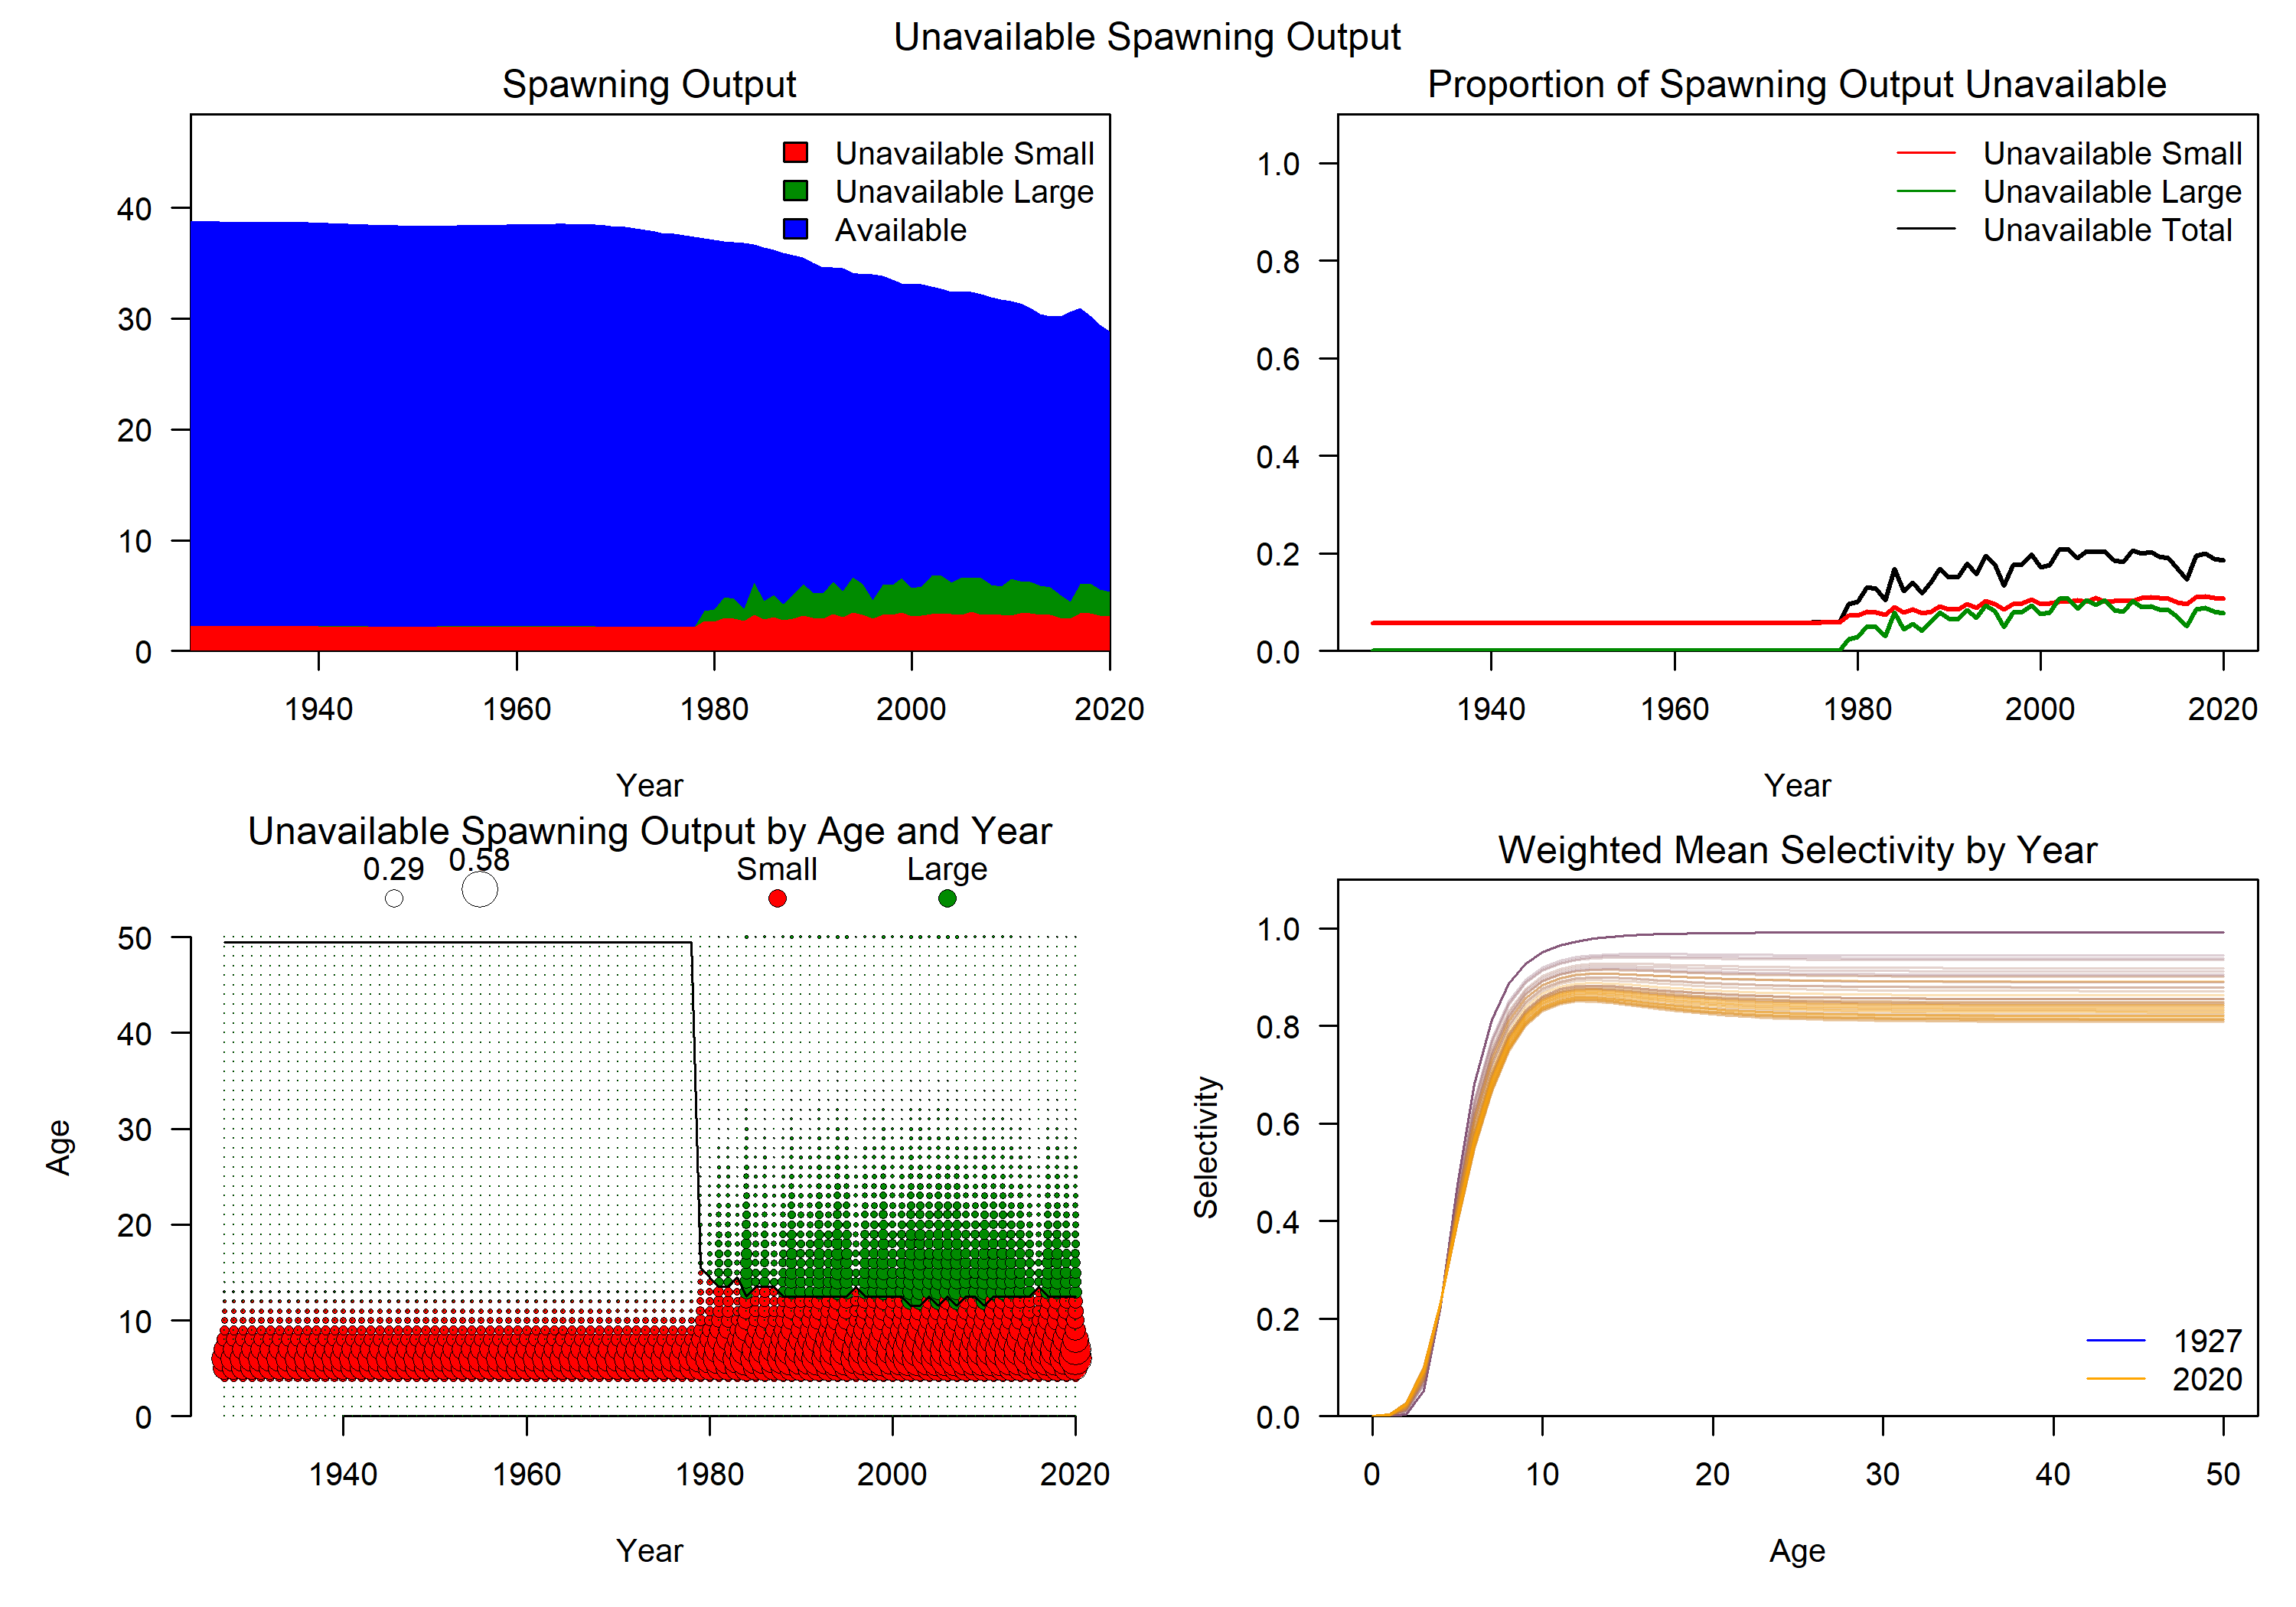 Unavailable Spawning Output
Spawning Output
Unavailable Small
Unavailable Large
Available
40
30
20
10
0
1940 1960 1980 2000 2020
Year
Proportion of Spawning Output Unavailable
Unavailable Small
Unavailable Large
Unavailable Total
1.0
0.8
0.6
0.4
0.2
0.0
1940 1960 1980 2000 2020
Year
Unavailable Spawning Output by Age and Year
0.29 0.58 Small Large
50
40
30
20
10
0
Age
1940 1960 1980 2000 2020
Year
Weighted Mean Selectivity by Year
1.0
0.8
0.6
0.4
0.2
0.0
Selectivity
1927
2020
0 10 20 30 40 50
Age